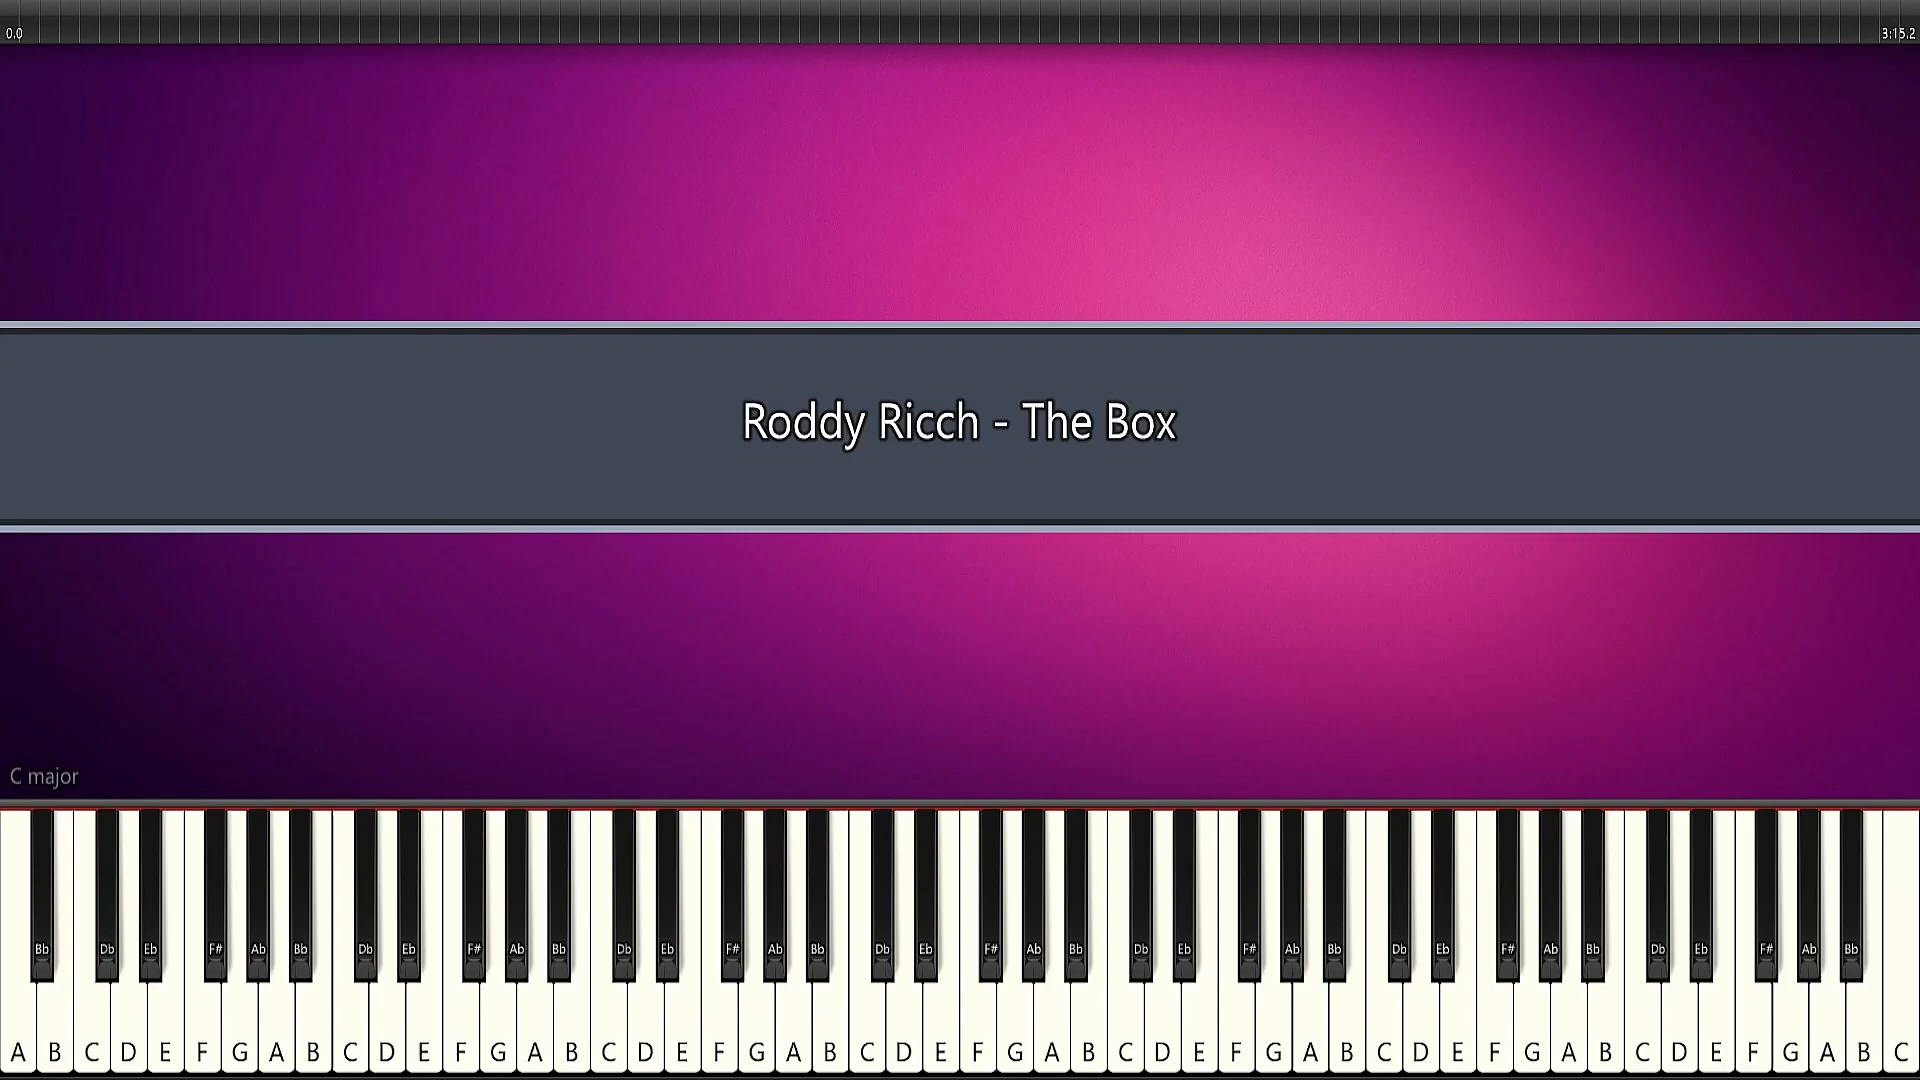 0.0 3:15.2
Roddy Ricch - The Box
C major
Bb Db Eb F# Ab Bb Db Eb F# Ab Bb Db Eb F# Ab Bb Db Eb F# Ab Bb Db Eb F# Ab Bb Db Eb F# Ab Bb Db Eb F# Ab Bb
A B C D E F G A B C D E F G A B C D E F G A B C D E F G A B C D E F G A B C D E F G A B C D E F G A B C